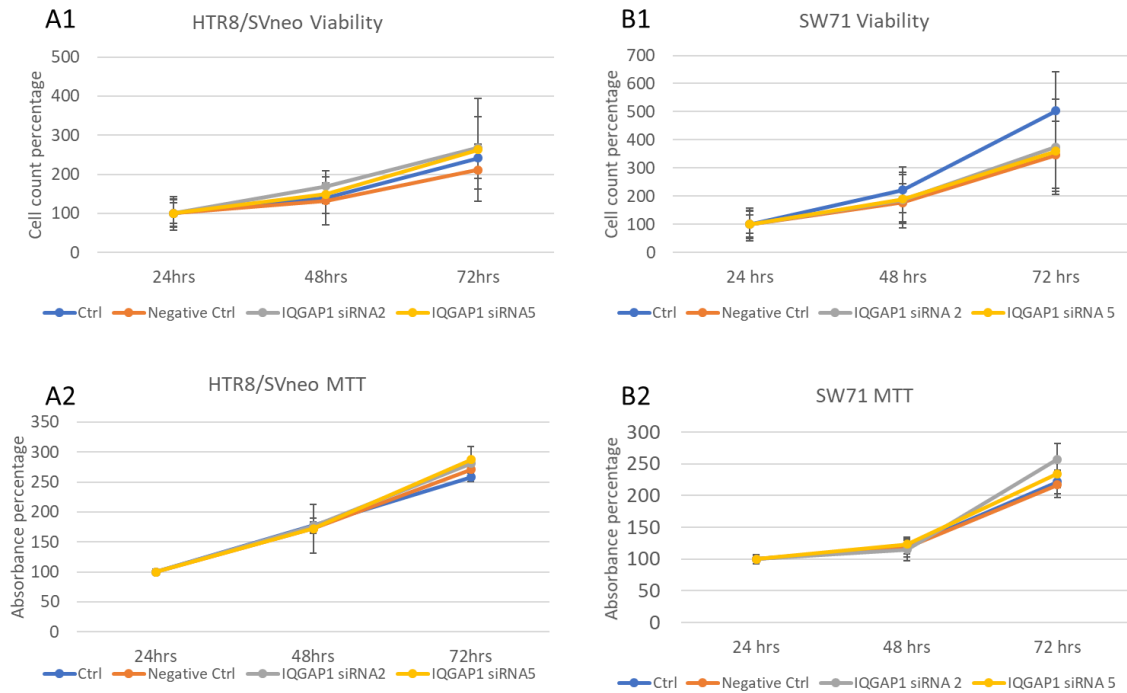 A1
HTR8/SVneo Viability
Cell count percentage
500
400
300
200
100
0
24hrs 48hrs 72hrs
Ctrl Negative Ctrl IQGAP1 siRNA2 IQGAP1 siRNA5
B1
SW71 Viability
Cell count percentage
700
600
500
400
300
200
100
0
24 hrs 48 hrs 72 hrs
Ctrl Negative Ctrl IQGAP1 siRNA 2 IQGAP1 siRNA 5
A2
HTR8/SVneo MTT
Absorbance percentage
350
300
250
200
150
100
50
0
24hrs 48hrs 72hrs
Ctrl Negative Ctrl IQGAP1 siRNA2 IQGAP1 siRNA5
B2
SW71 MTT
Absorbance percentage
300
250
200
150
100
50
0
24 hrs 48 hrs 72 hrs
Ctrl Negative Ctrl IQGAP1 siRNA 2 IQGAP1 siRNA 5